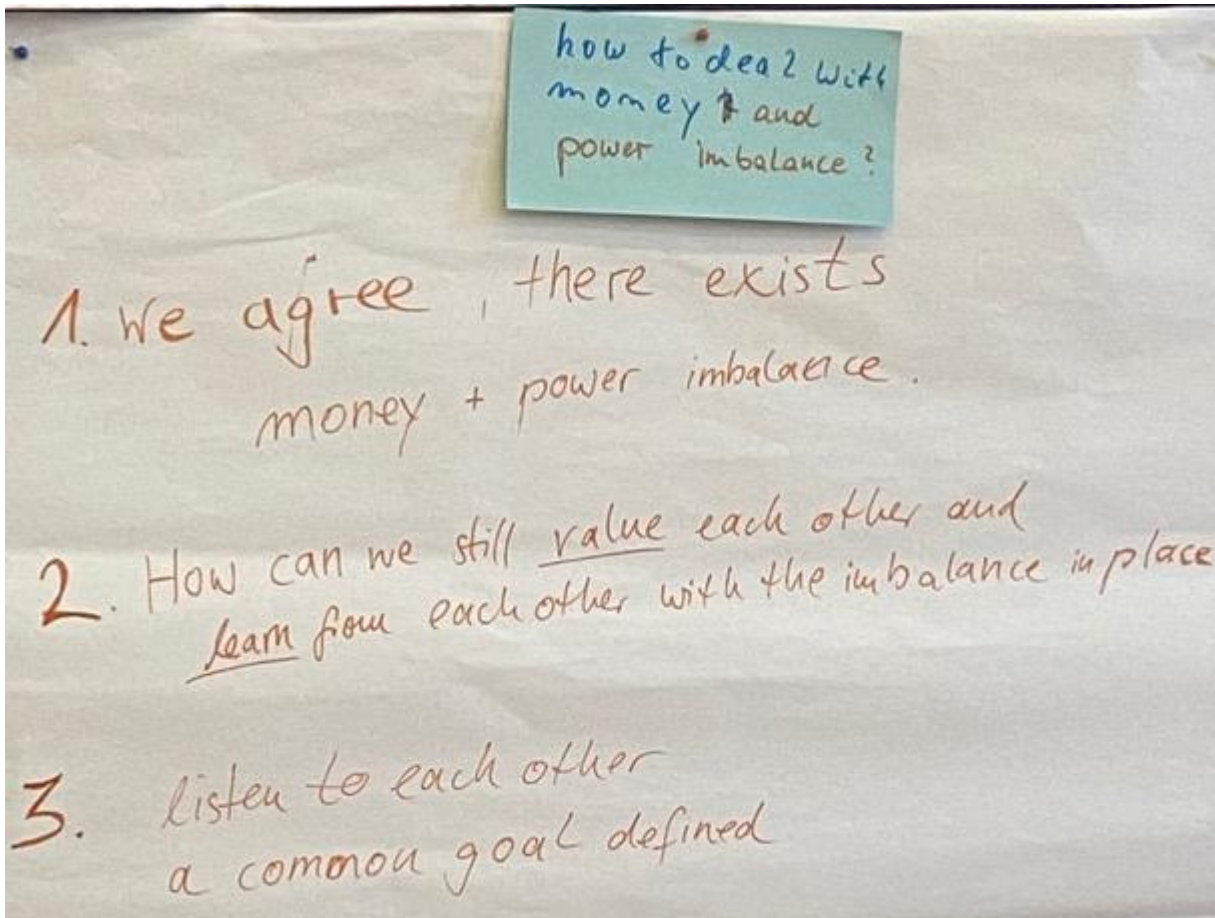 how to deal with
money and
power imbalance?
1. We agree, there exists
money + power imbalance.
2. How can we still value each other and
learn from each other with the imbalance in place
3. listen to each other
a common goal defined